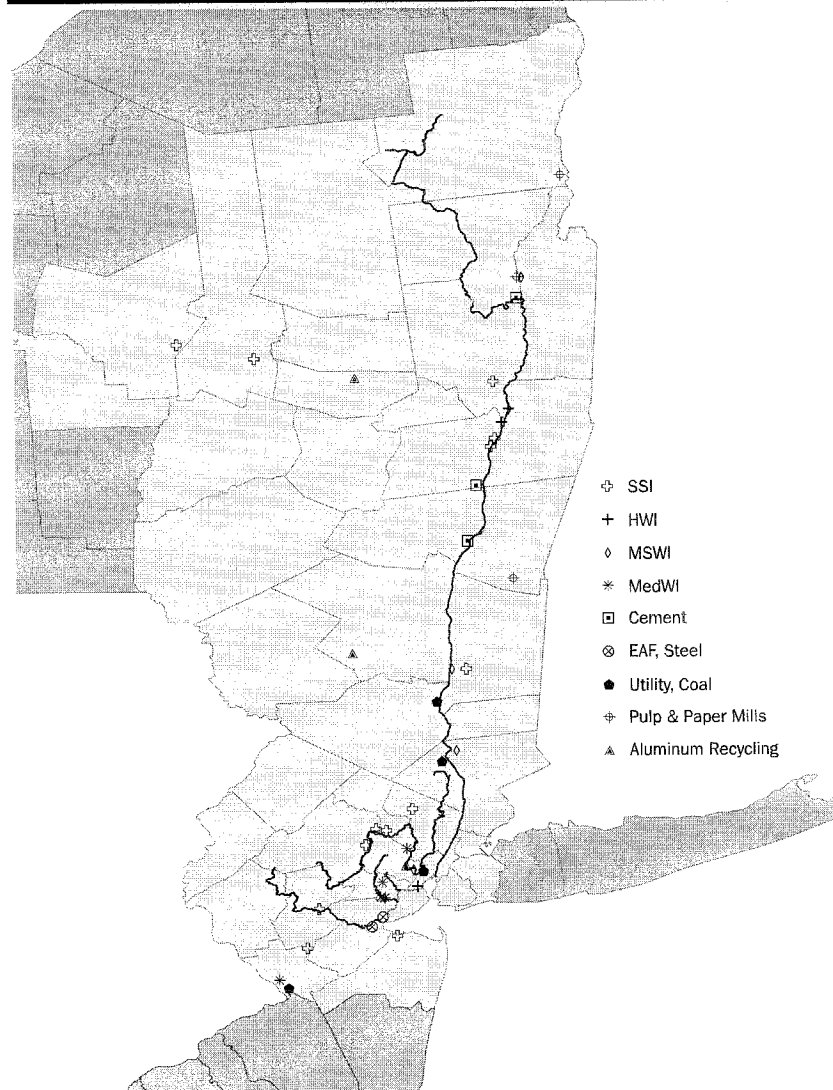 SSI
HWI
MSWI
MedWI
Cement
EAF, Steel
Utility, Coal
Pulp & Paper Mills
Aluminum Recycling